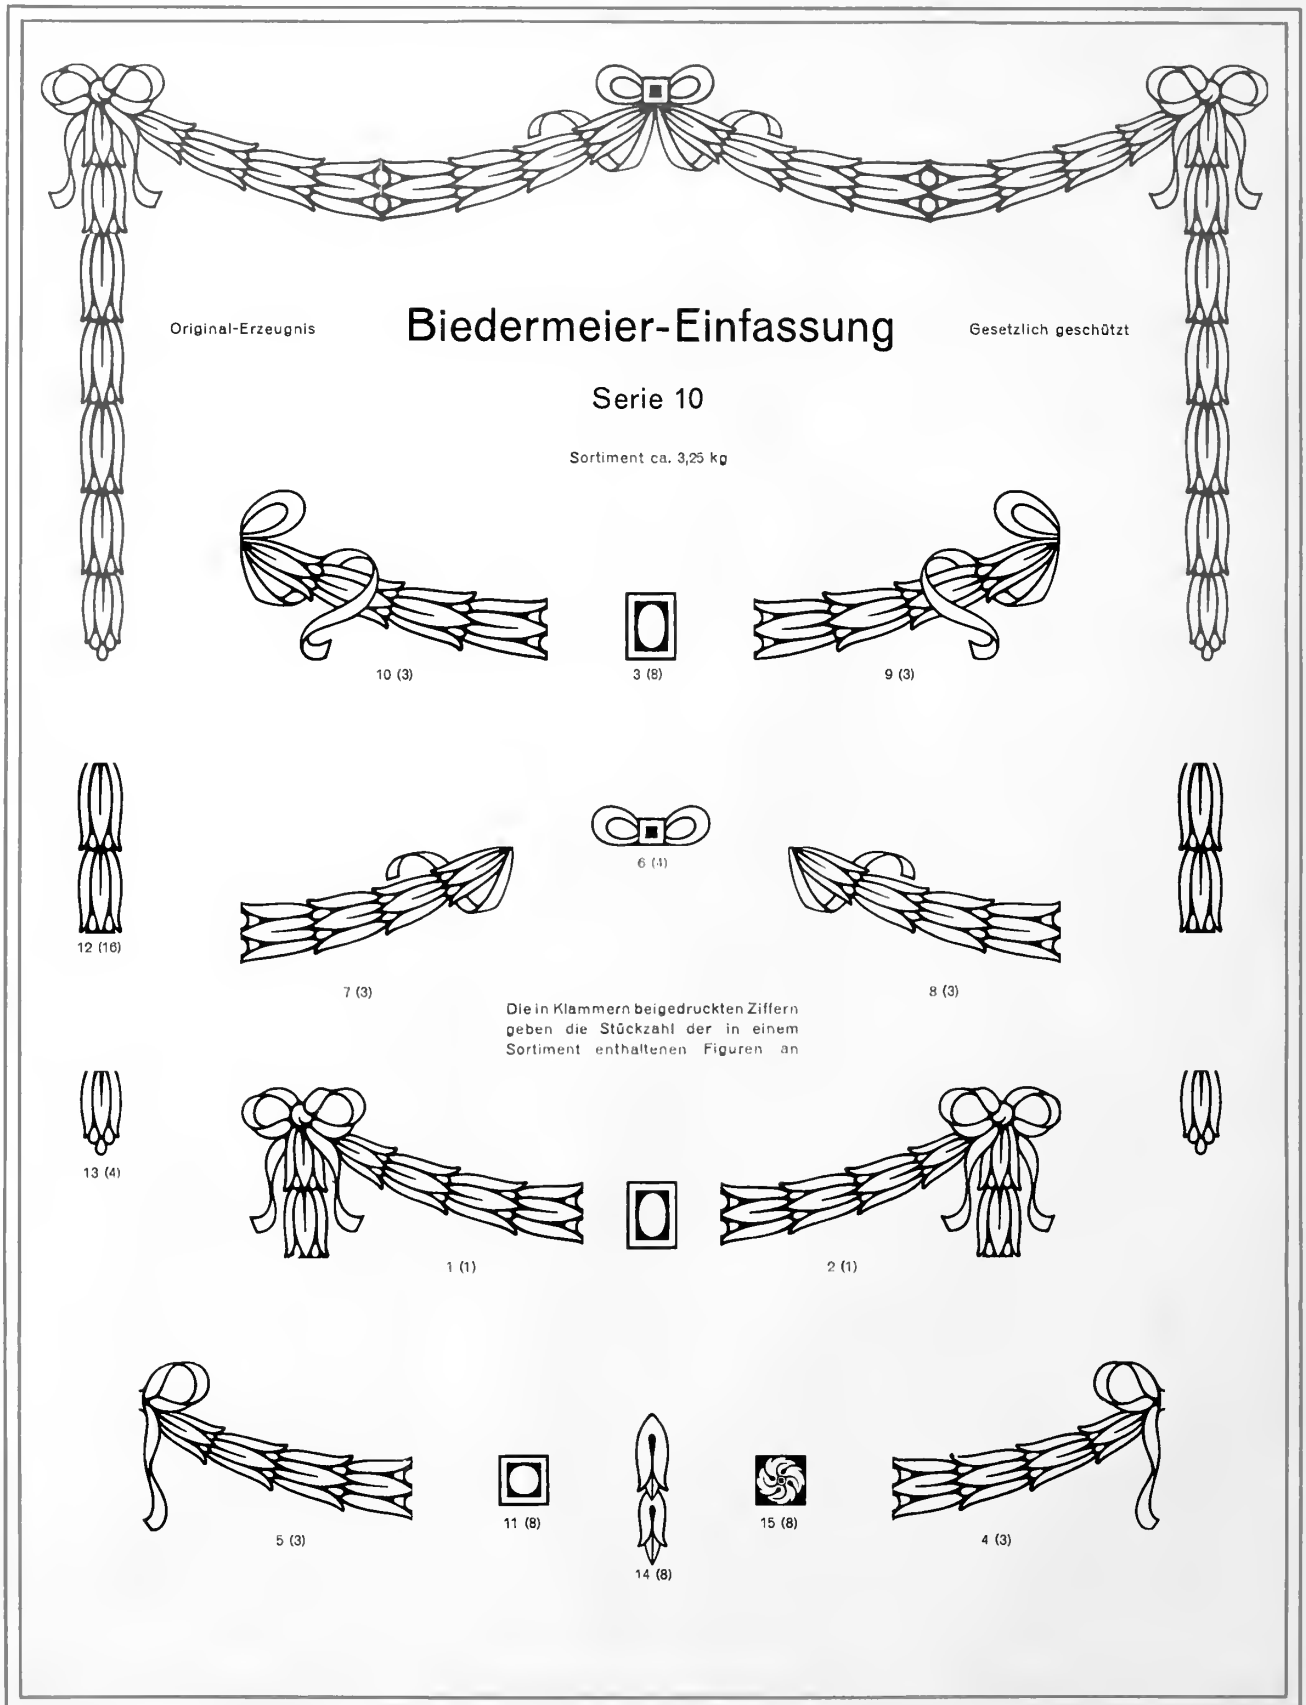 Original-Erzeugnis
Biedermeier-Einfassung
Gesetzlich geschützt
Serie 10
Sortiment ca. 3,25 kg
10 (3)
3 (8)
9 (3)
6 (4)
12 (16)
7 (3)
8 (3)
Die in Klammern beigedruckten Ziffern
geben die Stückzahl der in einem
Sortiment enthaltenen Figuren an
13 (4)
1 (1)
2 (1)
5 (3)
11 (8)
15 (8)
4 (3)
14 (8)